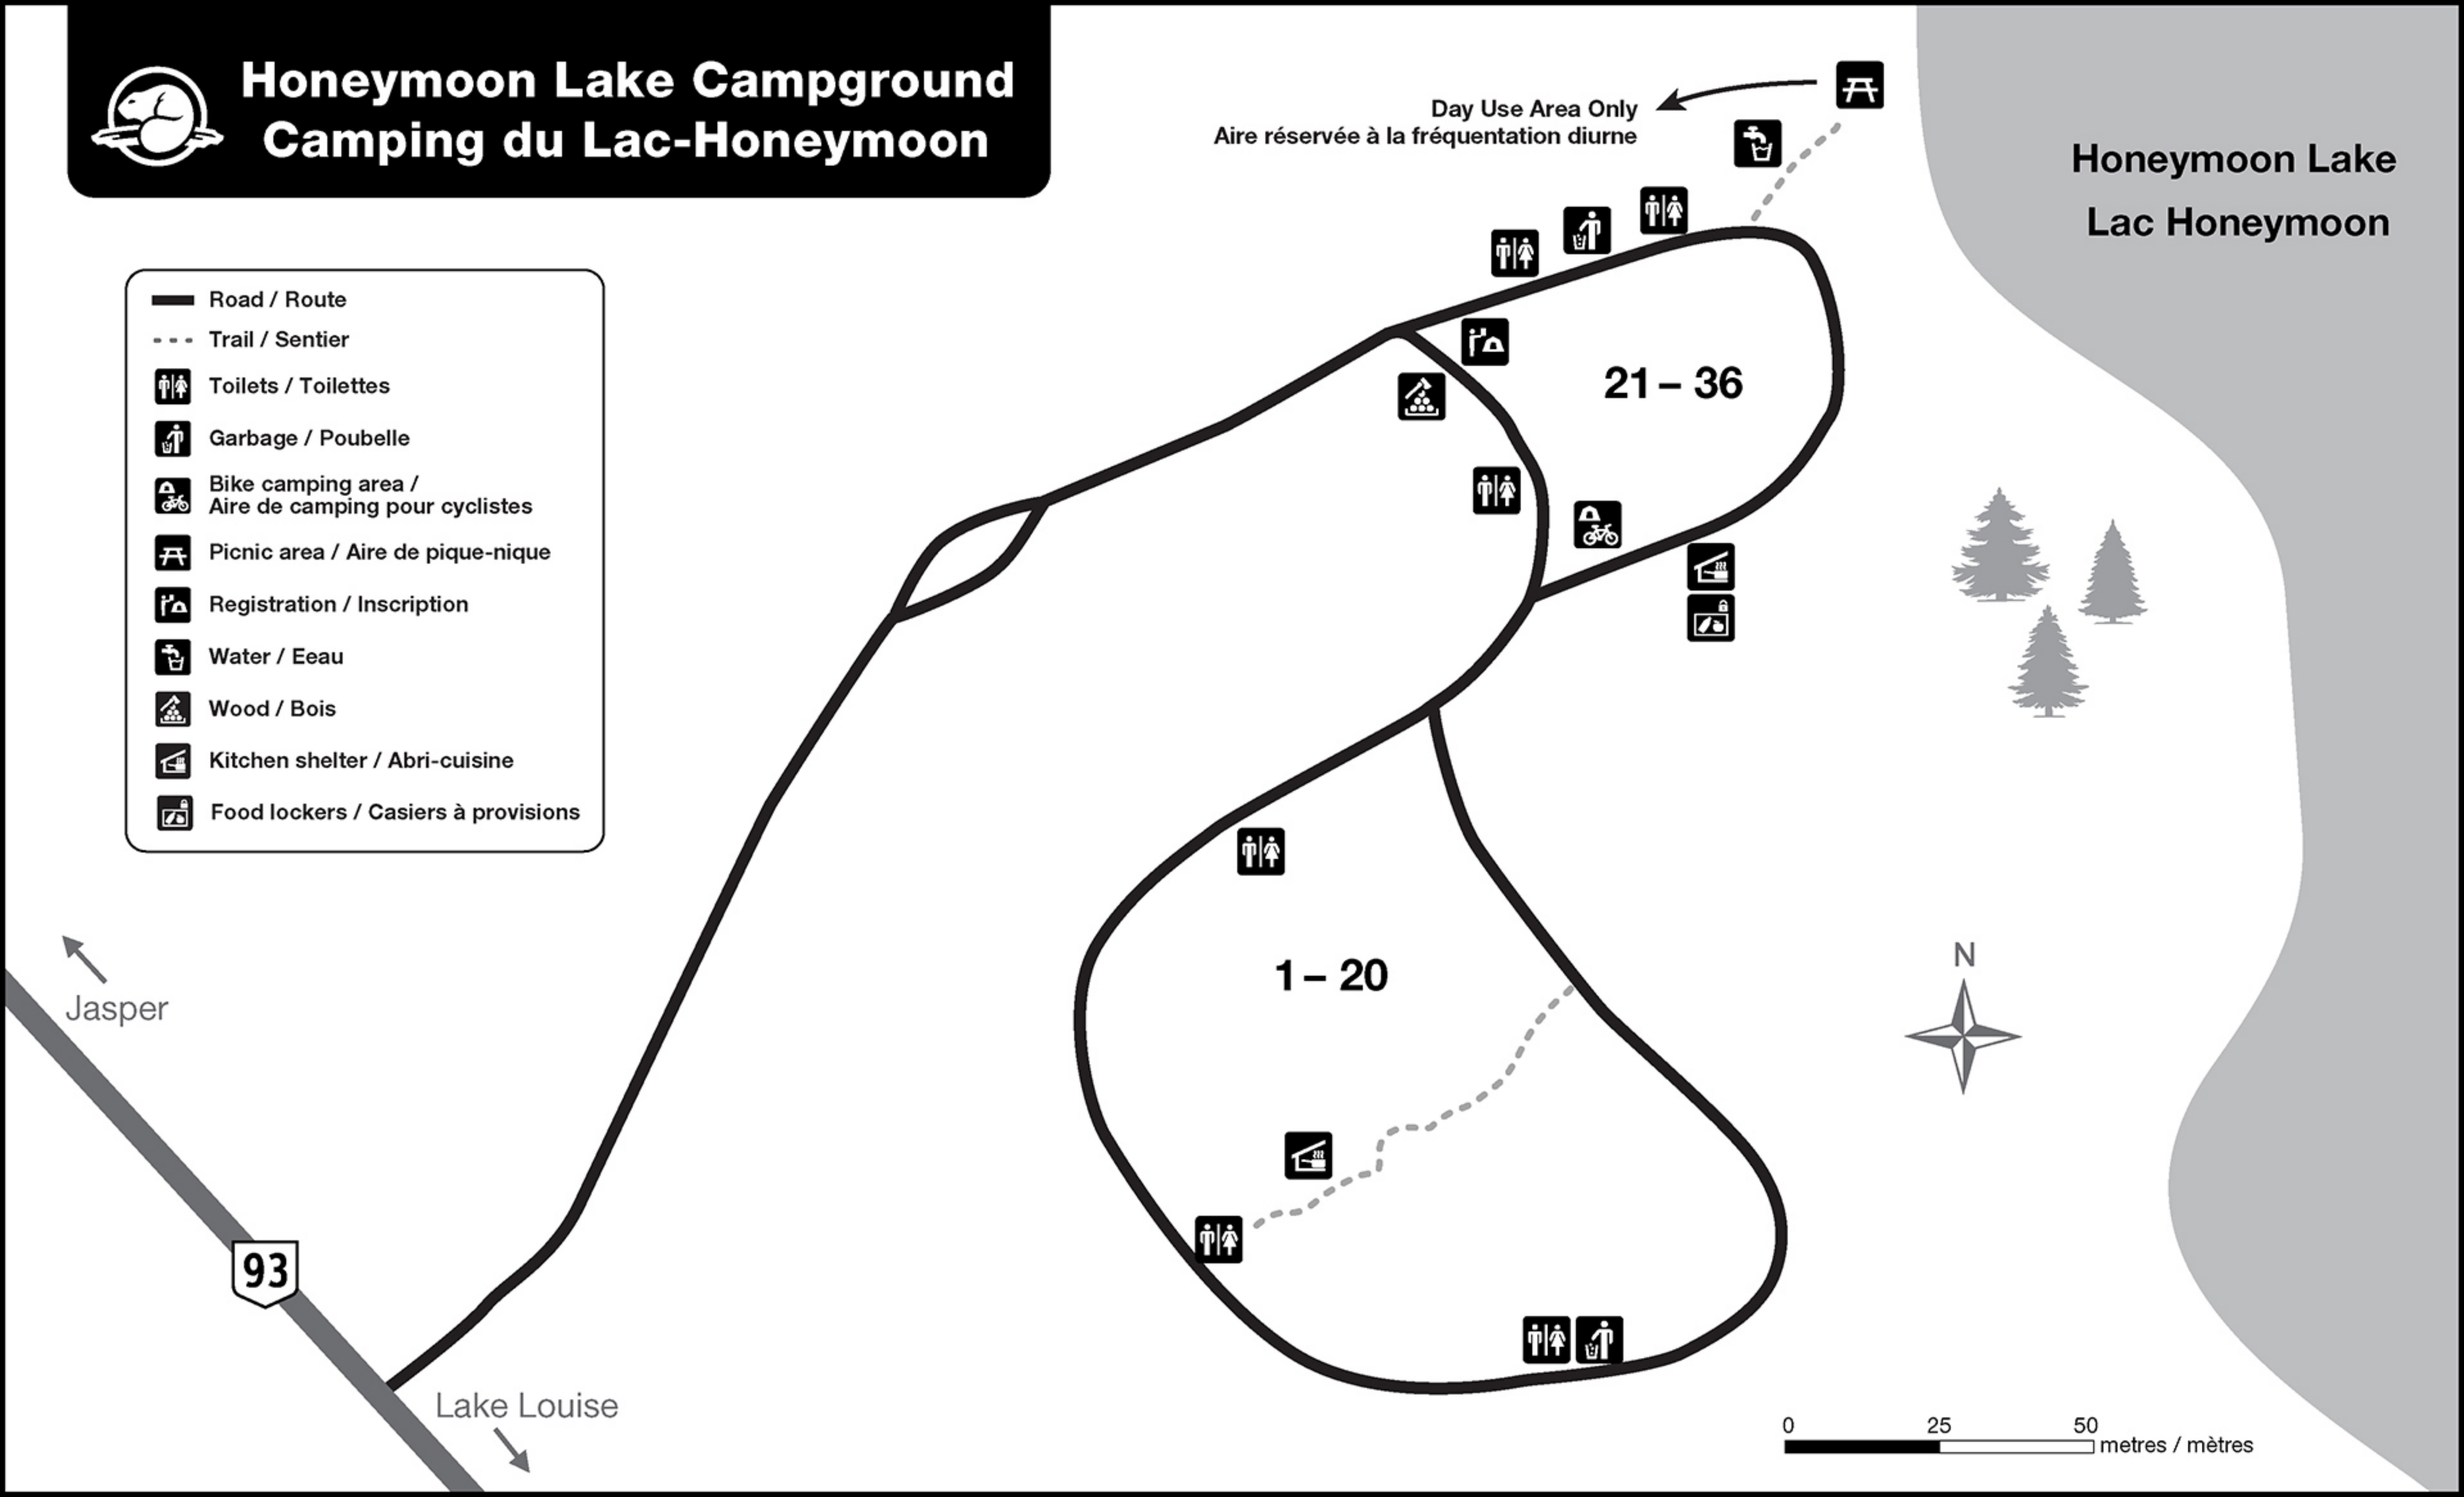 Honeymoon Lake Campground
Camping du Lac-Honeymoon
Day Use Area Only
Aire réservée à la fréquentation diurne
Honeymoon Lake
Lac Honeymoon
Road / Route
Trail / Sentier
Toilets / Toilettes
Garbage / Poubelle
Bike camping area /
Aire de camping pour cyclistes
Picnic area / Aire de pique-nique
Registration / Inscription
Water / Eeau
Wood / Bois
Kitchen shelter / Abri-cuisine
Food lockers / Casiers à provisions
21 – 36
1 – 20
N
Jasper
93
Lake Louise
0 25 50
metres / mètres